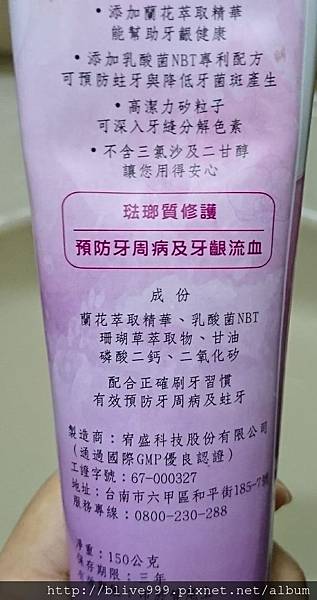 • 添加蘭花萃取精華
能幫助牙齦健康
• 添加乳酸菌NBT專利配方
可預防蛀牙與降低牙菌斑產生
• 高潔力矽粒子
可深入牙縫分解色素
• 不含三氯沙及二甘醇
讓您用得安心
琺瑯質修護
預防牙周病及牙齦流血
成份
蘭花萃取精華、乳酸菌NBT
珊瑚草萃取物、甘油
磷酸二鈣、二氧化矽
配合正確刷牙習慣
有效預防牙周病及蛀牙
製造商：宥盛科技股份有限公司
(通過國際GMP優良認證)
工證字號：67-000327
地址：台南市六甲區和平街185-7號
服務專線：0800-230-288
淨重：150公克
保存期限：三年
http://blive999.pixnet.net/album